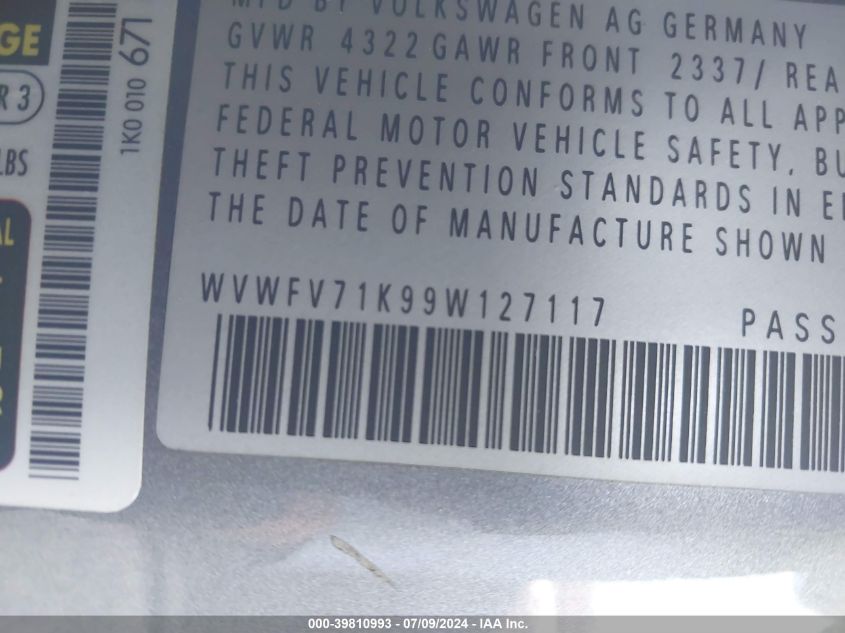 MFD BY VOLKSWAGEN AG GERMANY
GVWR 4322 GAWR FRONT 2337/ REA
THIS VEHICLE CONFORMS TO ALL APP
FEDERAL MOTOR VEHICLE SAFETY, BU
THEFT PREVENTION STANDARDS IN E
THE DATE OF MANUFACTURE SHOWN
WVWFV71K99W127117 PASS
GE
R 3
LBS
AL
1K0 010 671
000-39810993 - 07/09/2024 - IAA Inc.